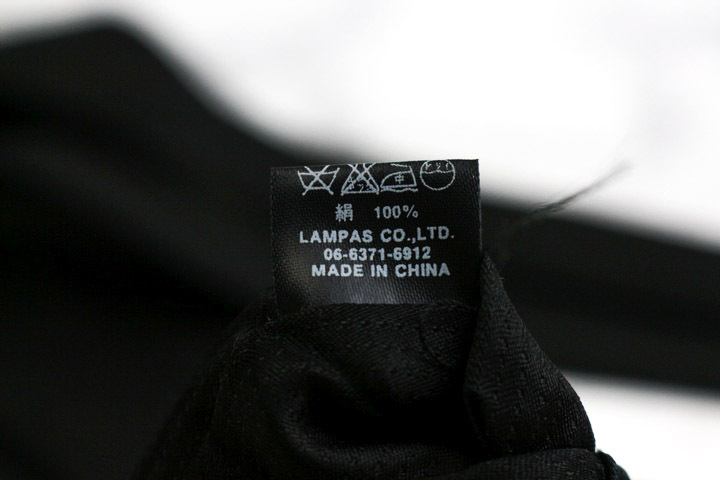 絹 100%
LAMPAS CO.,LTD.
06-6371-6912
MADE IN CHINA